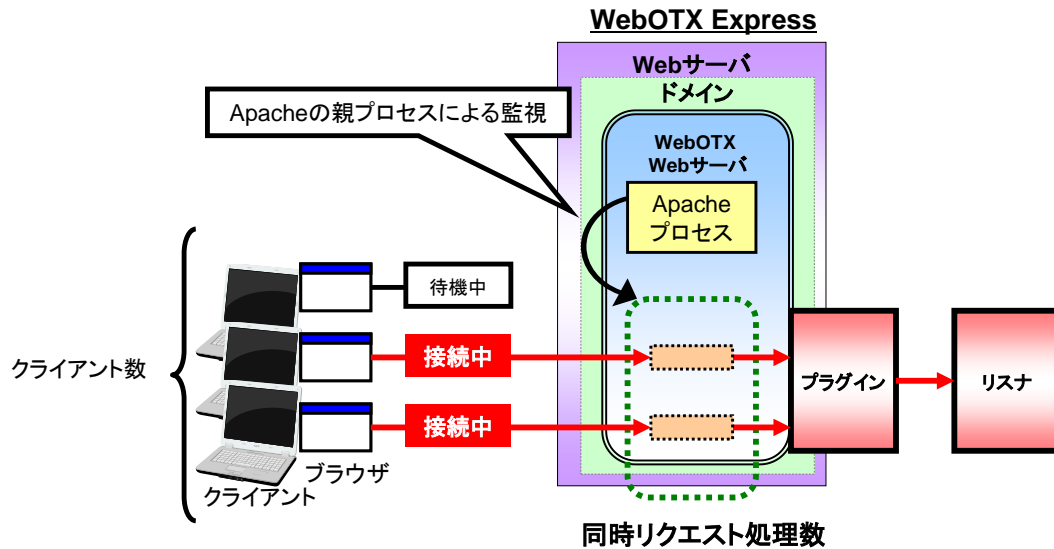 WebOTX Express
Webサーバ
ドメイン
Apacheの親プロセスによる監視
WebOTX
Webサーバ
Apache
プロセス
待機中
接続中
クライアント数
プラグイン
リスナ
接続中
ブラウザ
クライアント
同時リクエスト処理数